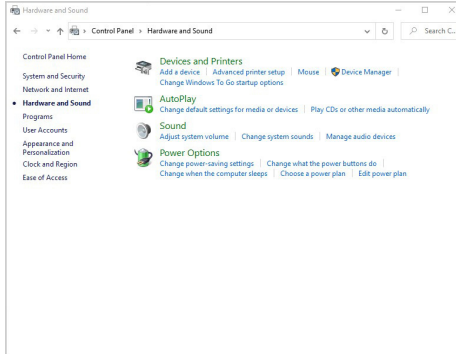 Hardware and Sound
Control Panel > Hardware and Sound
Search C...
Control Panel Home
System and Security
Network and Internet
Hardware and Sound
Programs
User Accounts
Appearance and
Personalization
Clock and Region
Ease of Access
Devices and Printers
Add a device | Advanced printer setup | Mouse | Device Manager |
Change Windows To Go startup options
AutoPlay
Change default settings for media or devices | Play CDs or other media automatically
Sound
Adjust system volume | Change system sounds | Manage audio devices
Power Options
Change power-saving settings | Change what the power buttons do |
Change when the computer sleeps | Choose a power plan | Edit power plan